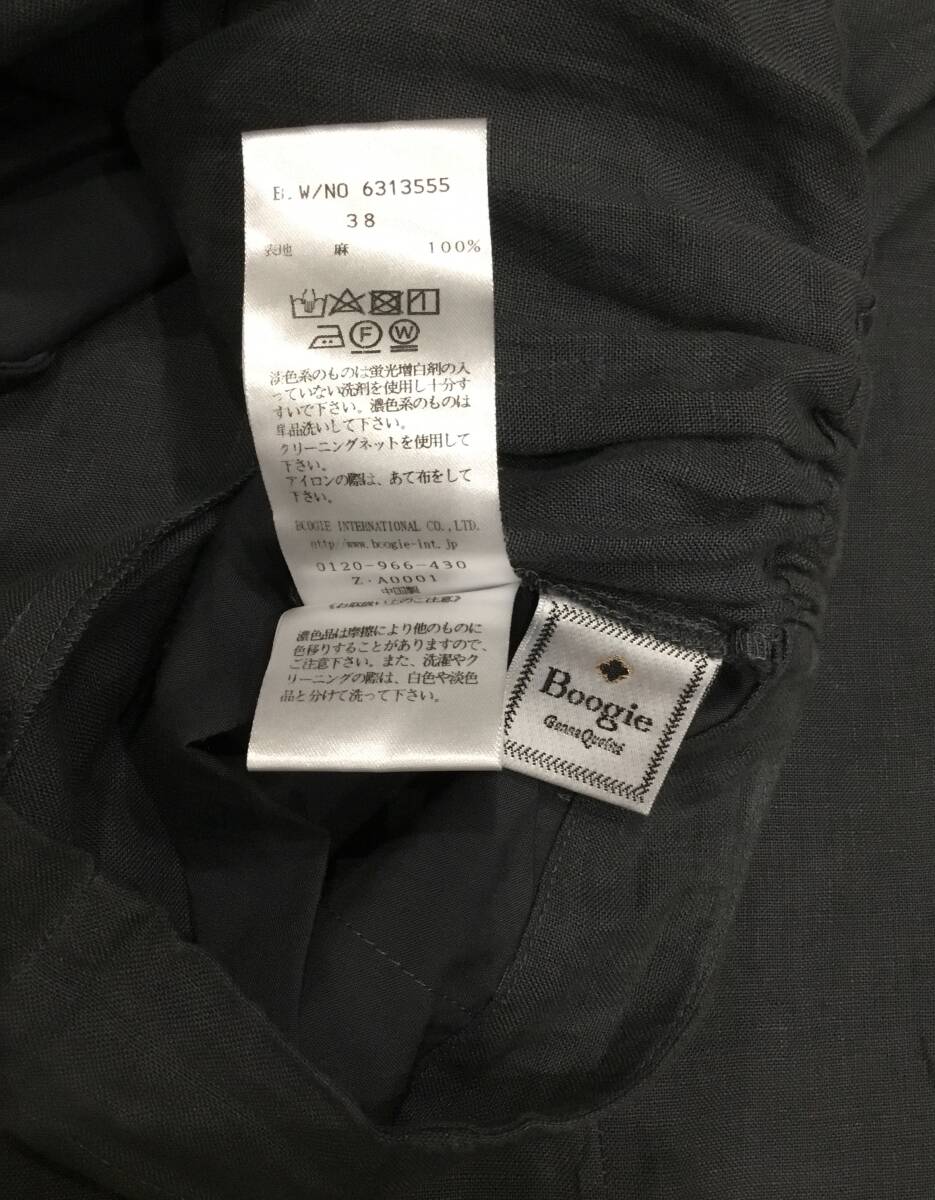 B.W/NO 6313555
38
表地 麻 100%
F W
淡色系のものは蛍光増白剤の入
っていない洗剤を使用し十分す
すいで下さい。濃色系のものは
単品洗いして下さい。
クリーニングネットを使用して
下さい。
アイロンの際は、あて布をして
下さい。
BOOGIE INTERNATIONAL CO.,LTD.
http://www.boogie-int.jp
0120-966-430
Z·A0001
中国製
濃色品は摩擦により他のものに
色移りすることがありますので、
ご注意下さい。また、洗濯やク
リーニングの際は、白色や淡色
品と分けて洗って下さい。
Boogie